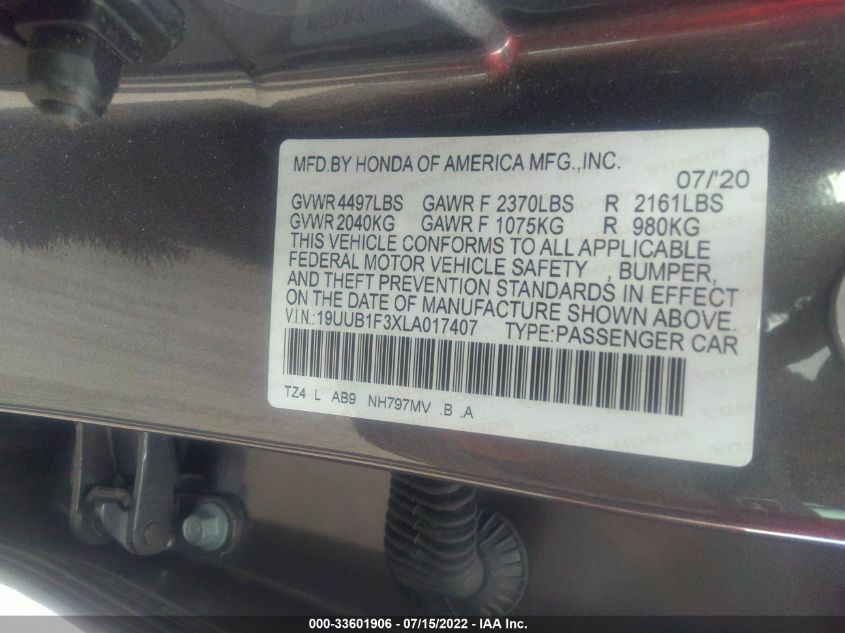 MFD.BY HONDA OF AMERICA MFG.,INC.
07/'20
GVWR 4497LBS GAWR F 2370LBS R 2161LBS
GVWR 2040KG GAWR F 1075KG R 980KG
THIS VEHICLE CONFORMS TO ALL APPLICABLE
FEDERAL MOTOR VEHICLE SAFETY , BUMPER,
AND THEFT PREVENTION STANDARDS IN EFFECT
ON THE DATE OF MANUFACTURE SHOWN ABOVE.
V.I.N.:19UUB1F3XLA017407 TYPE:PASSENGER CAR
TZ4 L AB9 NH797MV .B .A
000-33601906 - 07/15/2022 - IAA Inc.